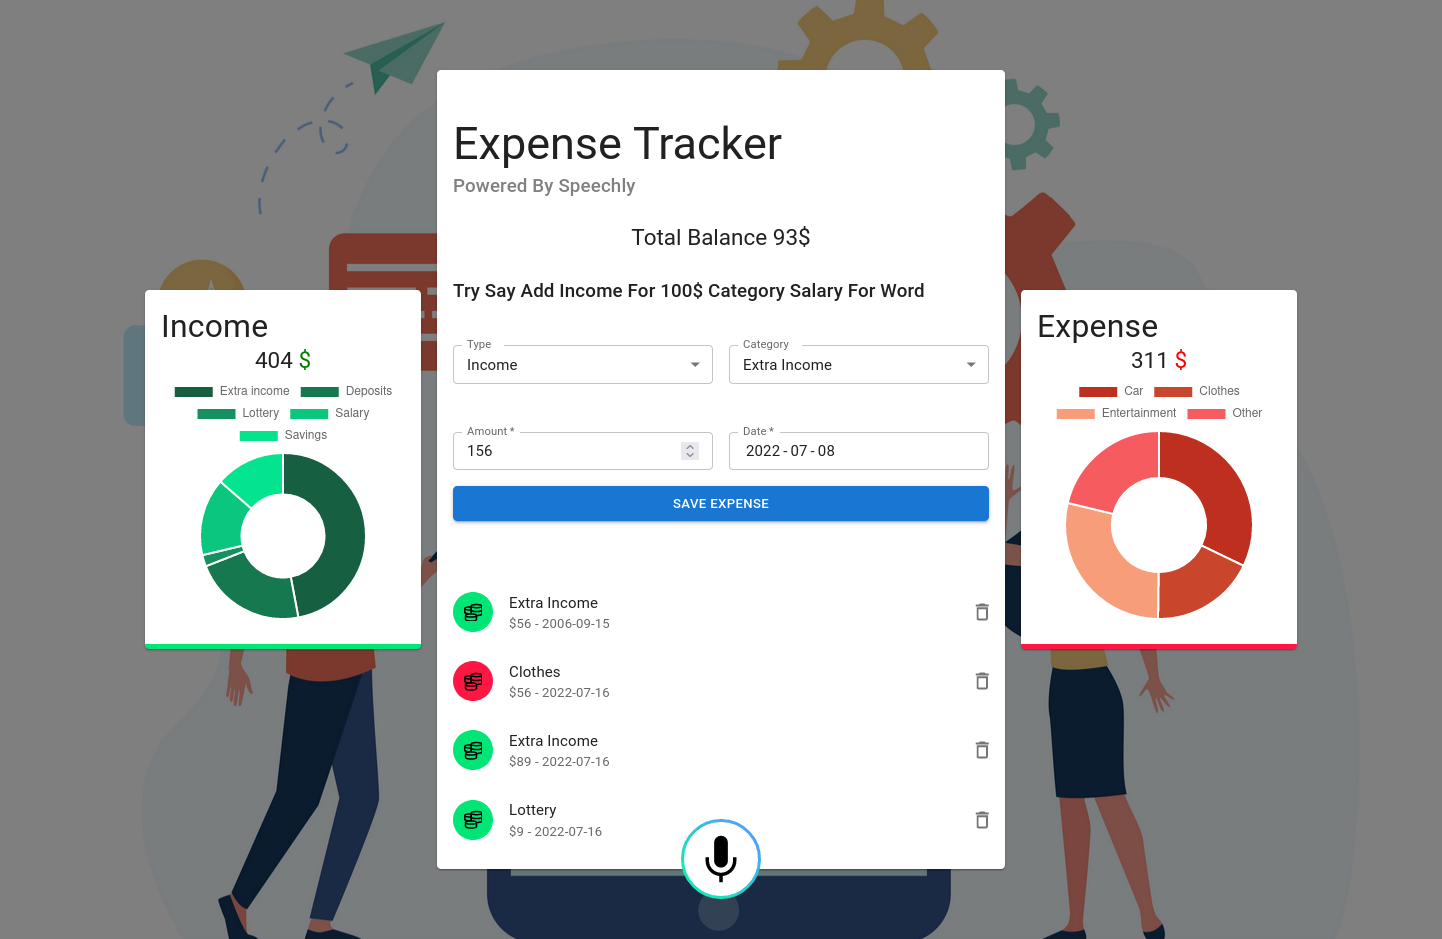 Expense Tracker
Powered By Speechly
Total Balance 93$
Try Say Add Income For 100$ Category Salary For Word
Type
Income
Category
Extra Income
Amount *
156
Date *
2022-07-08
SAVE EXPENSE
Extra Income
$56 - 2006-09-15
Clothes
$56 - 2022-07-16
Extra Income
$89 - 2022-07-16
Lottery
$9 - 2022-07-16
Income
404 $
Extra income Deposits
Lottery Salary
Savings
Expense
311 $
Car Clothes
Entertainment Other